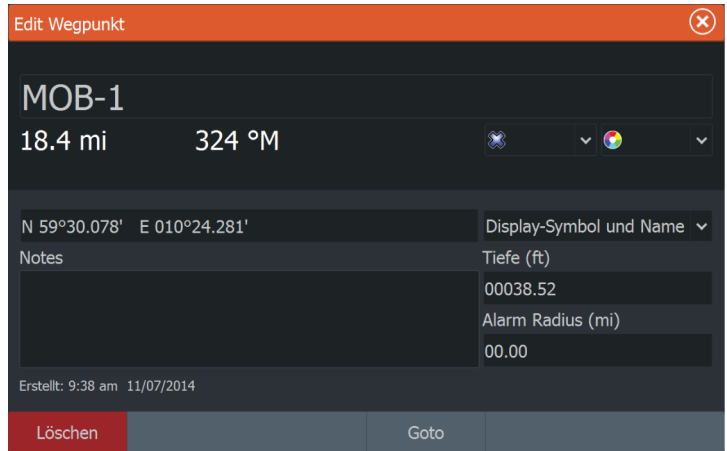 Edit Wegpunkt
MOB-1
18.4 mi 324 °M
N 59°30.078' E 010°24.281' Display-Symbol und Name
Notes Tiefe (ft)
00038.52
Alarm Radius (mi)
00.00
Erstellt: 9:38 am 11/07/2014
Löschen Goto